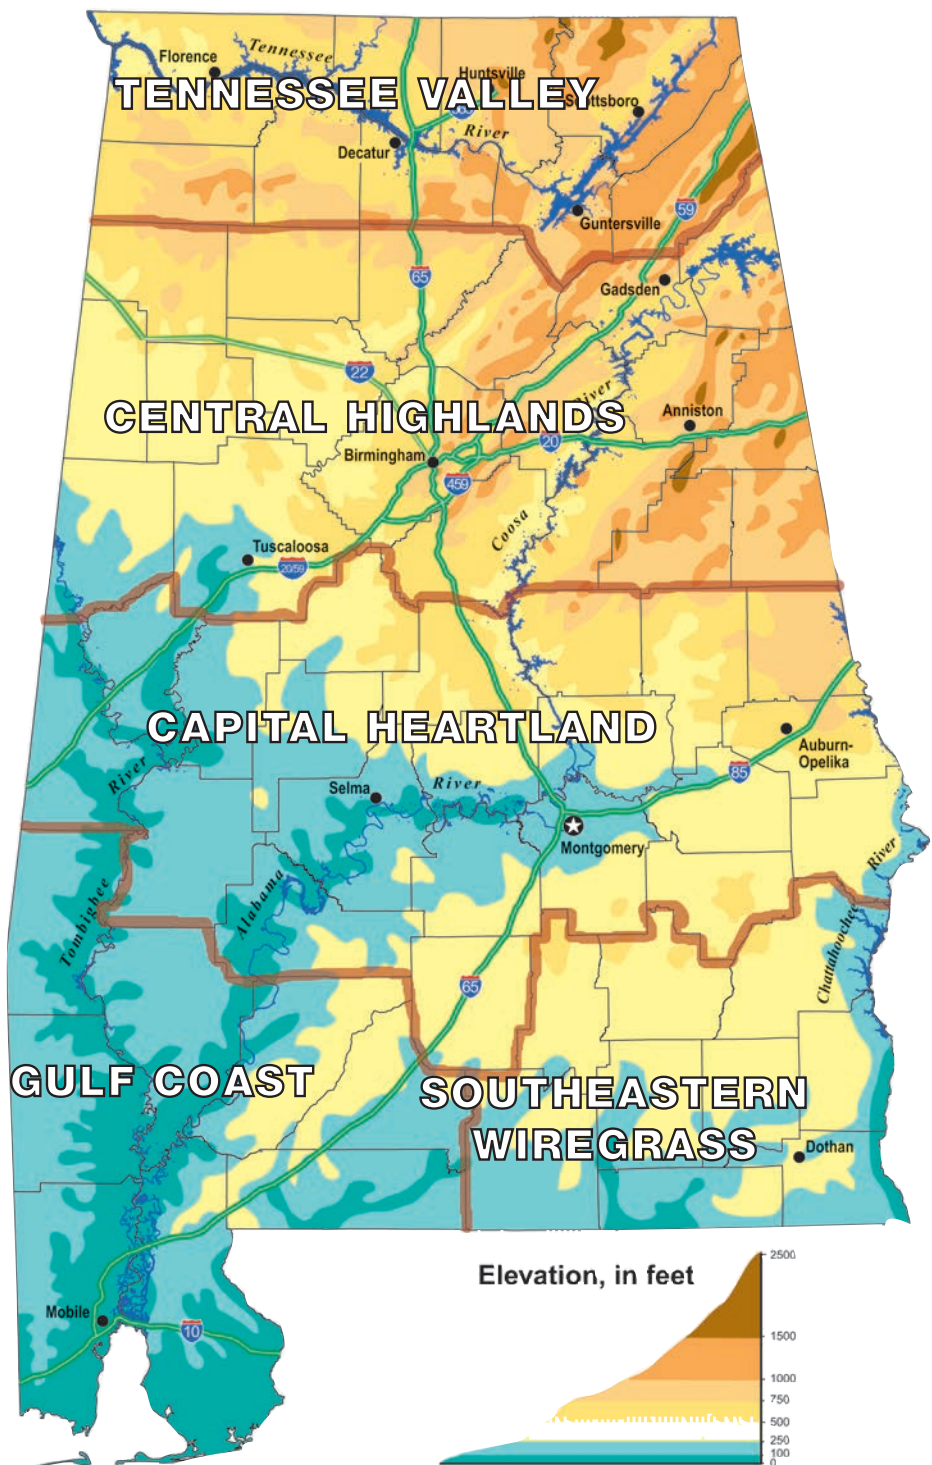 Florence
Tennessee
Huntsville
TENNESSEE VALLEY
Scottsboro
River
Decatur
59
Guntersville
65
Gadsden
22
River
CENTRAL HIGHLANDS
Anniston
20
Birmingham
459
Coosa
Tuscaloosa
20/59
CAPITAL HEARTLAND
Auburn-
Opelika
River
85
Selma
River
Montgomery
River
Alabama
Tombigbee
Chattahoochee
65
GULF COAST
SOUTHEASTERN
WIREGRASS
Dothan
Elevation, in feet
2500
Mobile
10
1500
1000
750
500
250
100
0